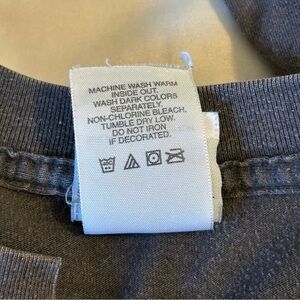 MACHINE WASH WARM
INSIDE OUT.
WASH DARK COLORS
SEPARATELY.
NON-CHLORINE BLEACH.
TUMBLE DRY LOW.
DO NOT IRON
IF DECORATED.